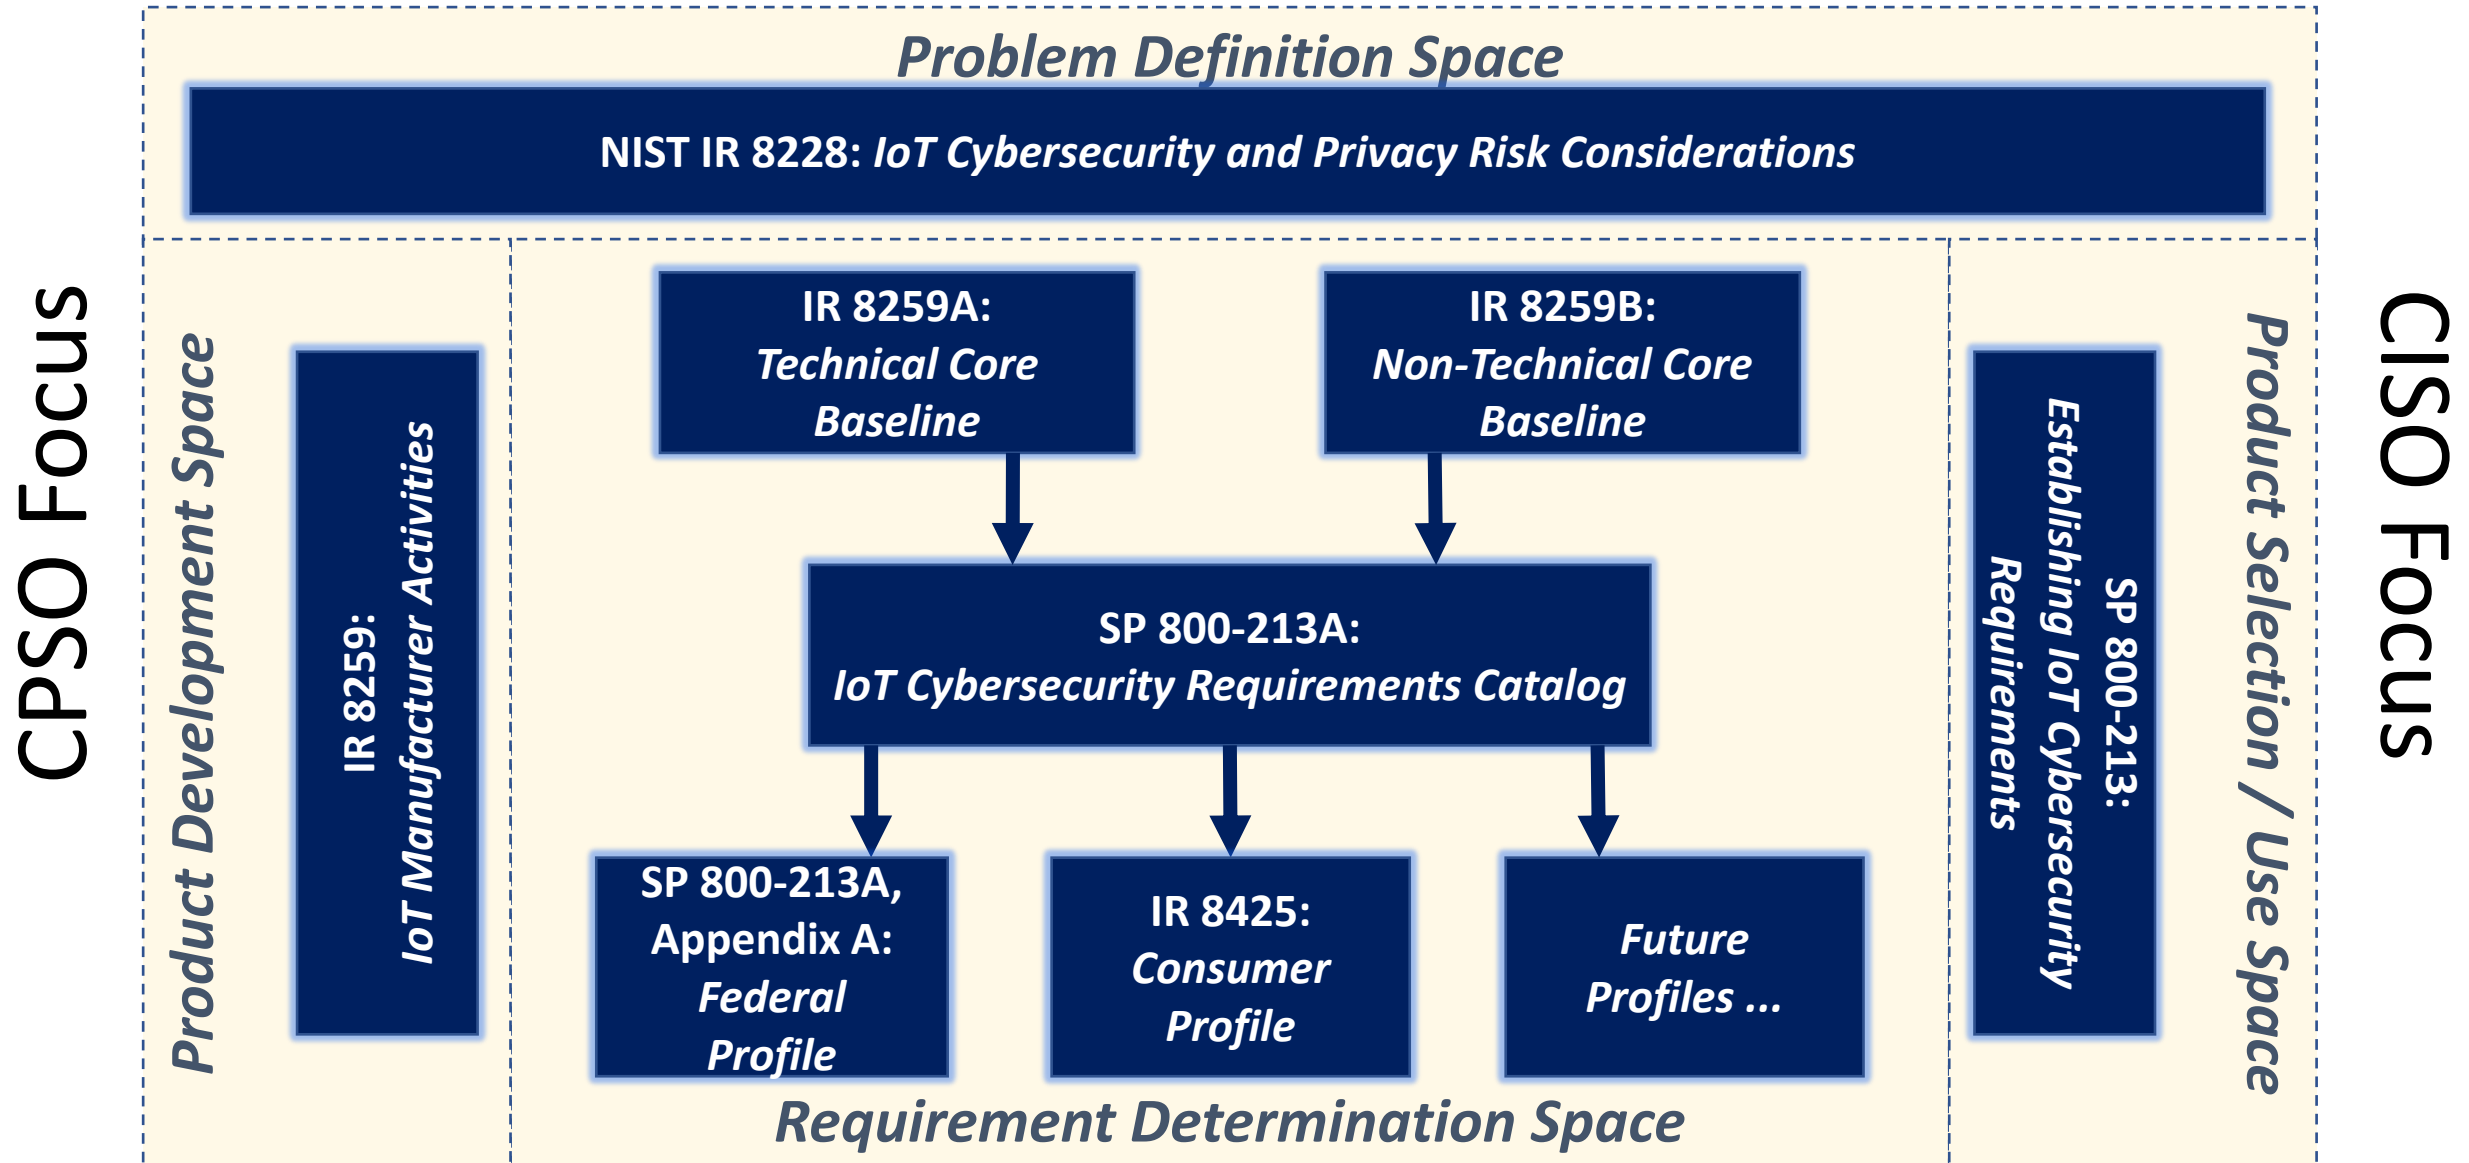 Problem Definition Space
NIST IR 8228: IoT Cybersecurity and Privacy Risk Considerations
CPSO Focus
Product Development Space
IR 8259:
IoT Manufacturer Activities
IR 8259A:
Technical Core
Baseline
IR 8259B:
Non-Technical Core
Baseline
SP 800-213A:
IoT Cybersecurity Requirements Catalog
SP 800-213A,
Appendix A:
Federal
Profile
IR 8425:
Consumer
Profile
Future
Profiles ...
Requirement Determination Space
SP 800-213:
Establishing IoT Cybersecurity
Requirements
Product Selection / Use Space
CISO Focus